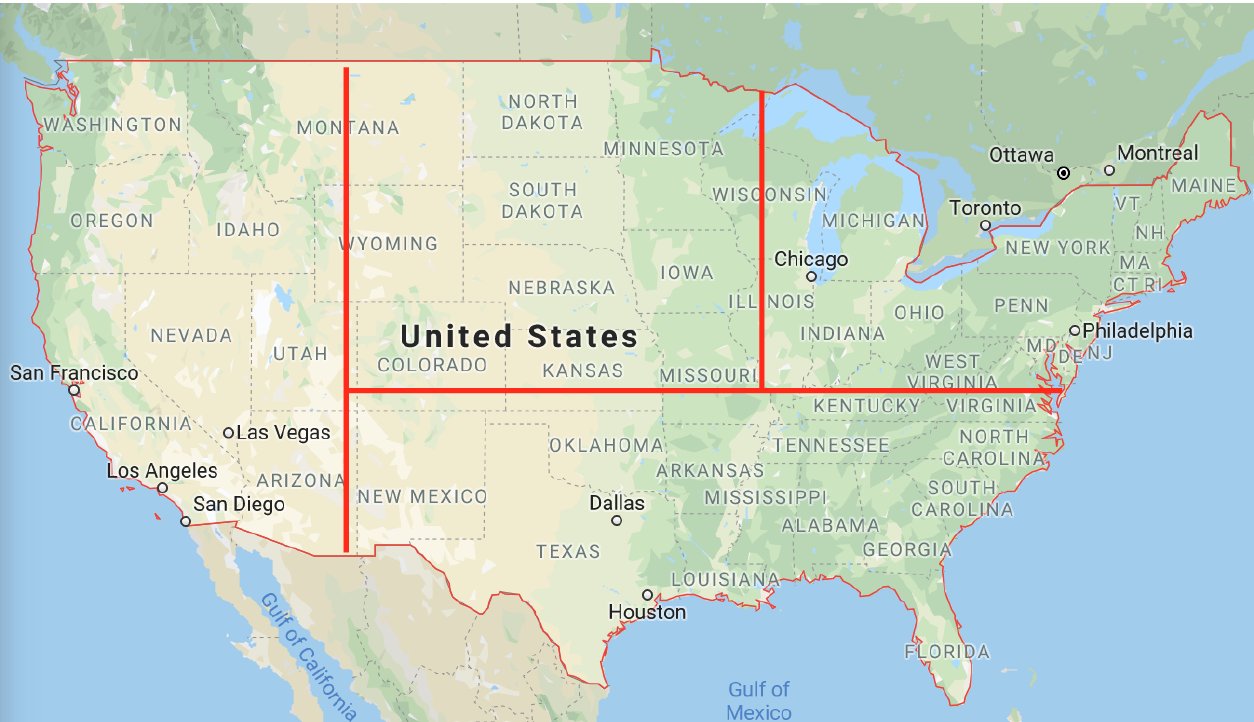 NORTH
DAKOTA
WASHINGTON
MONTANA
MINNESOTA
Ottawa
Montreal
MAINE
SOUTH
DAKOTA
WISCONSIN
OREGON
IDAHO
WYOMING
MICHIGAN
Toronto
VT
NH
NEW YORK
MA
CT RI
Chicago
IOWA
NEBRASKA
ILLINOIS
OHIO
PENN
NEVADA
UTAH
United States
INDIANA
Philadelphia
MD
DE
NJ
COLORADO
KANSAS
MISSOURI
WEST
VIRGINIA
San Francisco
CALIFORNIA
Las Vegas
KENTUCKY
VIRGINIA
OKLAHOMA
TENNESSEE
NORTH
CAROLINA
Los Angeles
ARIZONA
NEW MEXICO
ARKANSAS
San Diego
Dallas
MISSISSIPPI
SOUTH
CAROLINA
ALABAMA
GEORGIA
TEXAS
LOUISIANA
Houston
Gulf of California
FLORIDA
Gulf of
Mexico